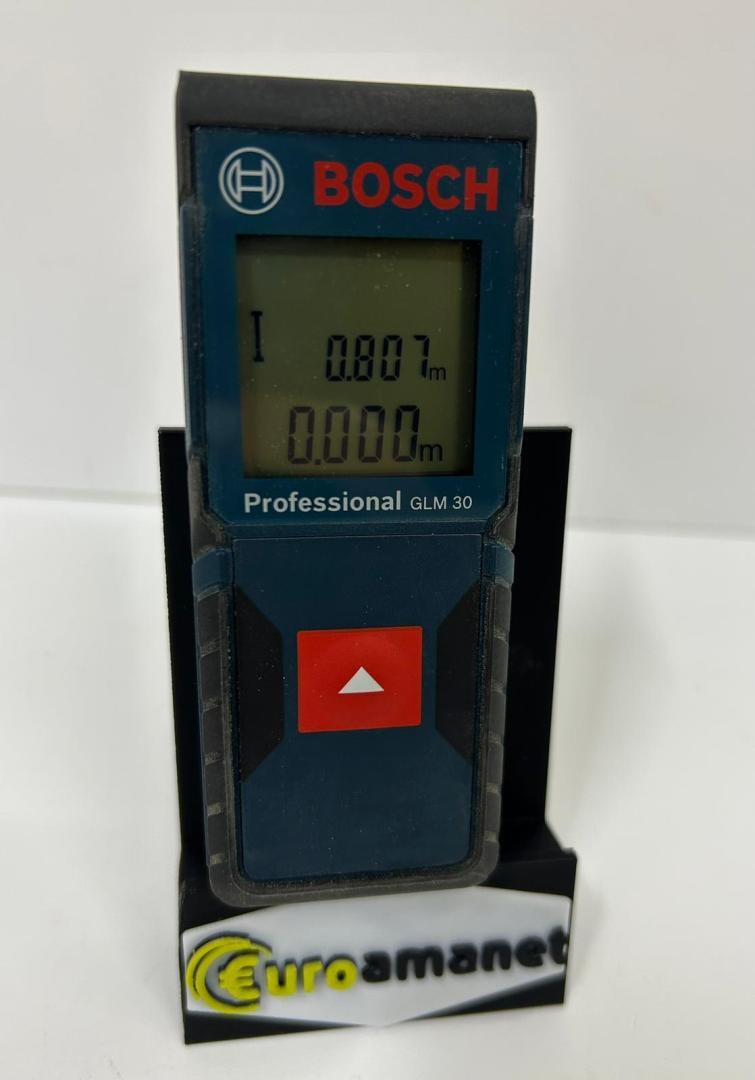 BOSCH
0.807m
0.000m
Professional GLM 30
€uroamanet